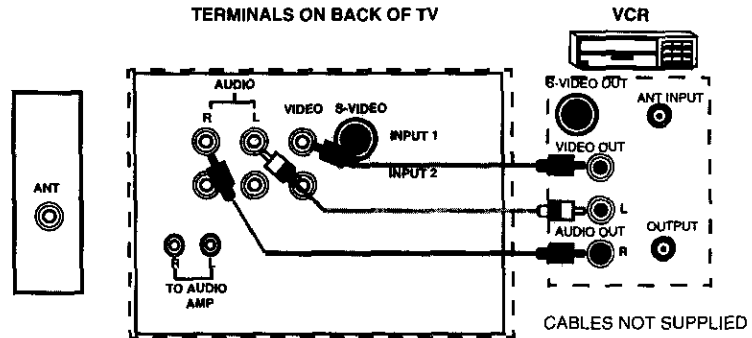 TERMINALS ON BACK OF TV
VCR
AUDIO
R L VIDEO S-VIDEO
INPUT 1
INPUT 2
ANT
R L
TO AUDIO
AMP
S-VIDEO OUT
ANT INPUT
VIDEO OUT
L
AUDIO OUT
R
OUTPUT
CABLES NOT SUPPLIED